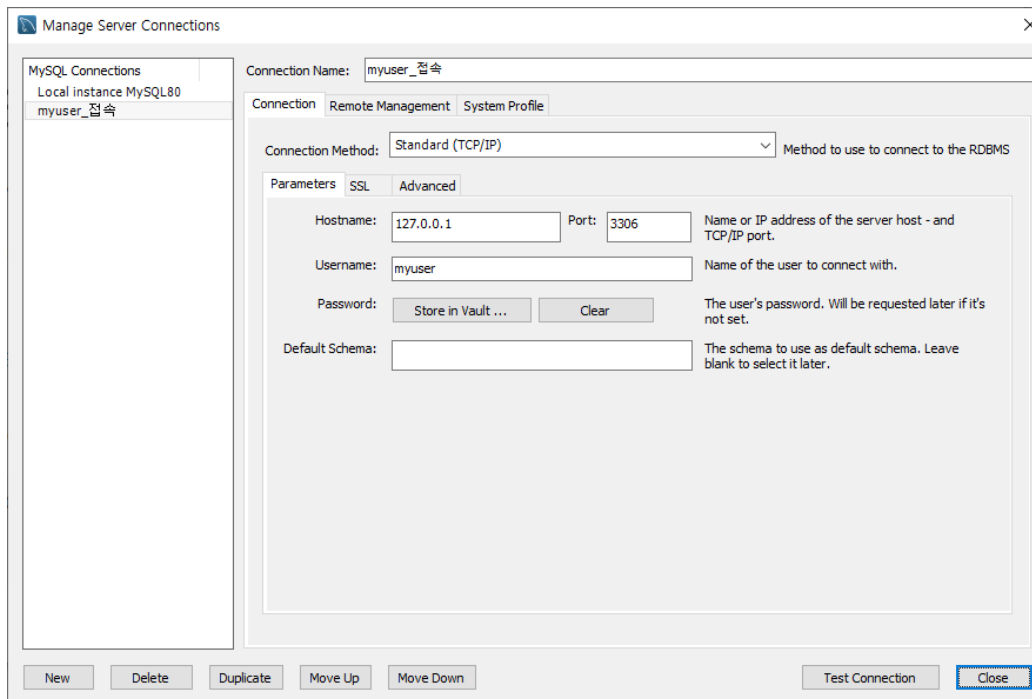 Manage Server Connections
MySQL Connections
Local instance MySQL80
myuser_접속
Connection Name: myuser_접속
Connection Remote Management System Profile
Connection Method: Standard (TCP/IP) Method to use to connect to the RDBMS
Parameters SSL Advanced
Hostname: 127.0.0.1 Port: 3306 Name or IP address of the server host - and
TCP/IP port.
Username: myuser Name of the user to connect with.
Password: Store in Vault ... Clear The user's password. Will be requested later if it's
not set.
Default Schema: The schema to use as default schema. Leave
blank to select it later.
New Delete Duplicate Move Up Move Down Test Connection Close